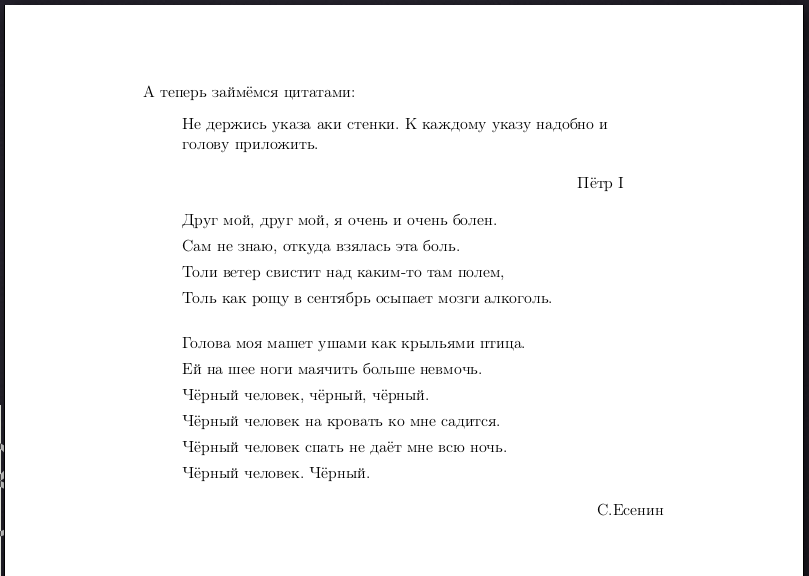 А теперь займёмся цитатами:
Не держись указа аки стенки. К каждому указу надобно и
голову приложить.
Пётр I
Друг мой, друг мой, я очень и очень болен.
Сам не знаю, откуда взялась эта боль.
Толи ветер свистит над каким-то там полем,
Толь как рощу в сентябрь осыпает мозги алкоголь.
Голова моя машет ушами как крыльями птица.
Ей на шее ноги маячить больше невмочь.
Чёрный человек, чёрный, чёрный.
Чёрный человек на кровать ко мне садится.
Чёрный человек спать не даёт мне всю ночь.
Чёрный человек. Чёрный.
С.Есенин